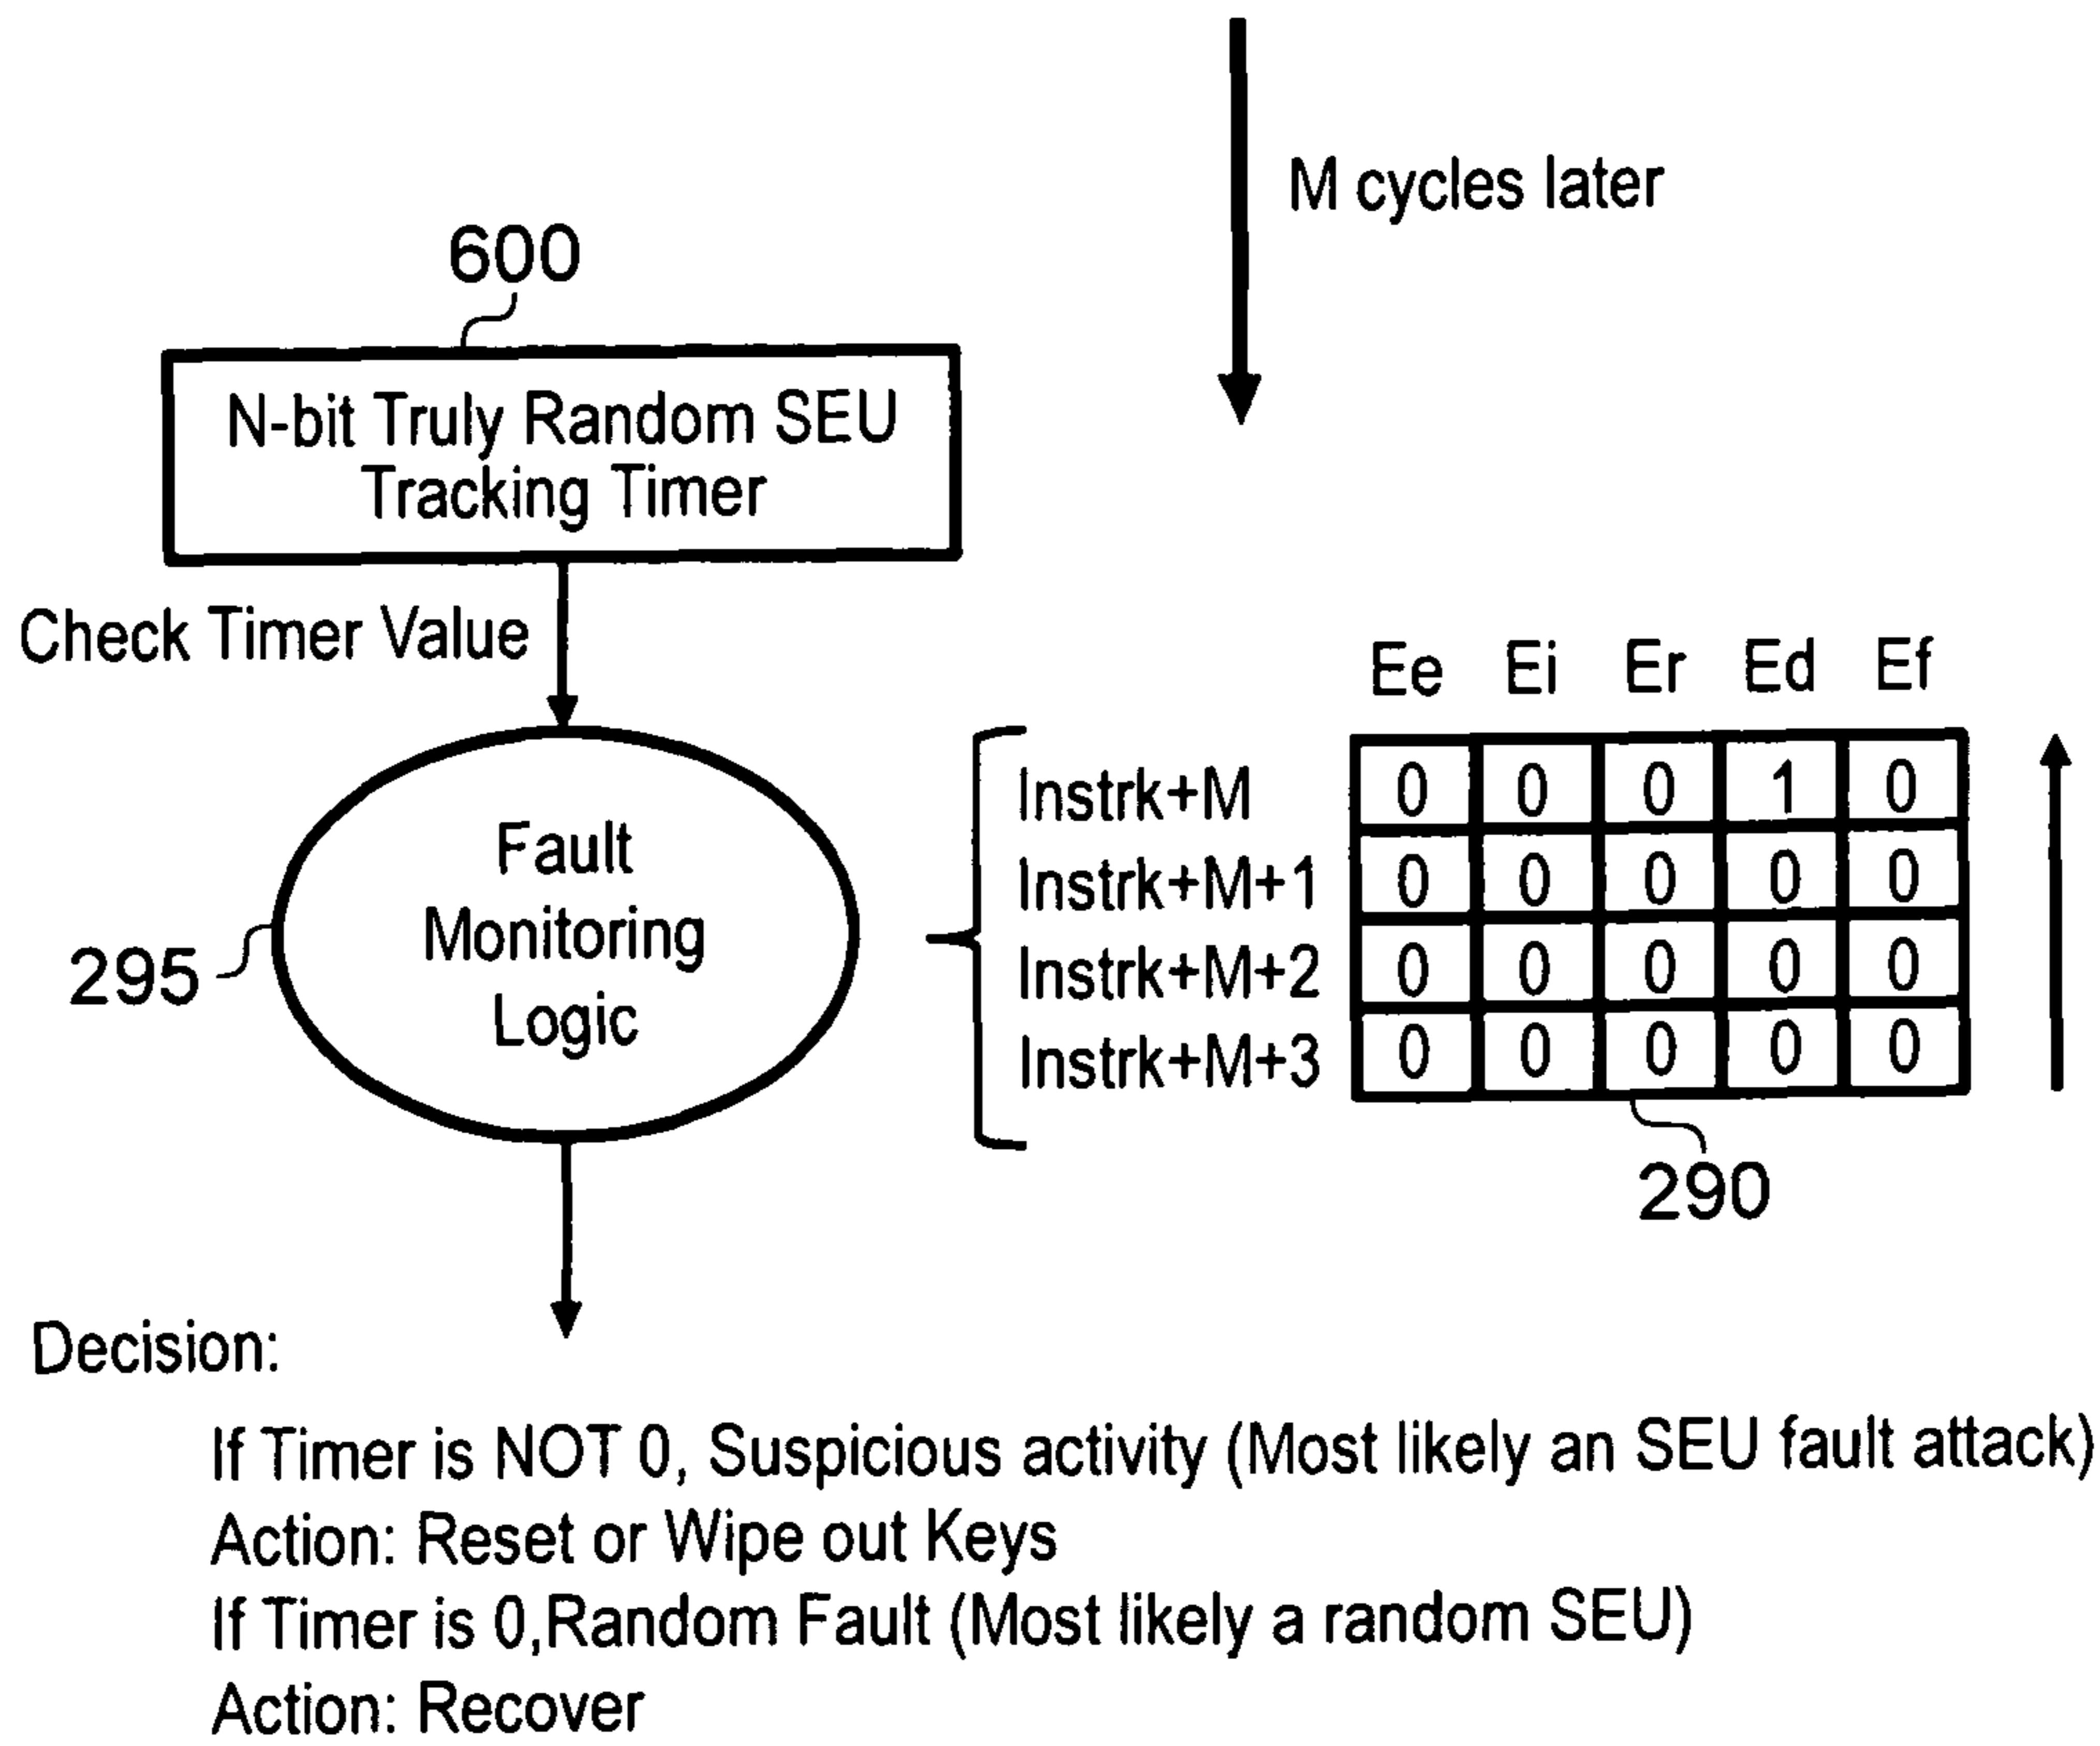 M cycles later
600
N-bit Truly Random SEU
Tracking Timer
Check Timer Value
Ee Ei Er Ed Ef
Instrk+M 0 0 0 1 0
Instrk+M+1 0 0 0 0 0
Instrk+M+2 0 0 0 0 0
Instrk+M+3 0 0 0 0 0
290
Fault
Monitoring
Logic
295
Decision:
If Timer is NOT 0, Suspicious activity (Most likely an SEU fault attack)
Action: Reset or Wipe out Keys
If Timer is 0,Random Fault (Most likely a random SEU)
Action: Recover